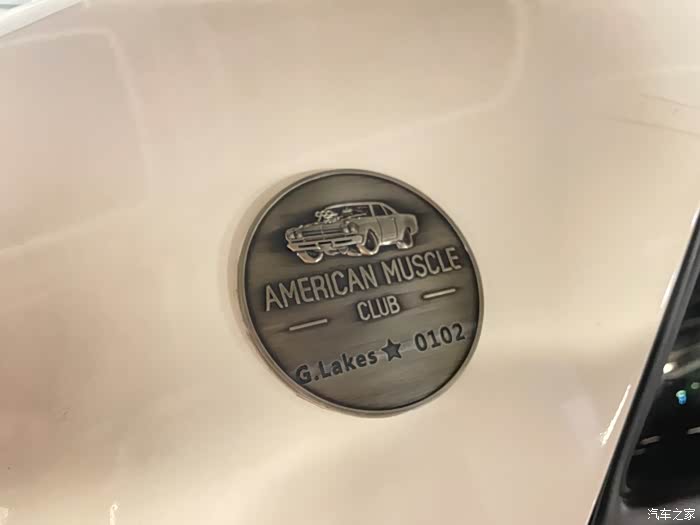 AMERICAN MUSCLE
CLUB
G.Lakes★ 0102
汽车之家